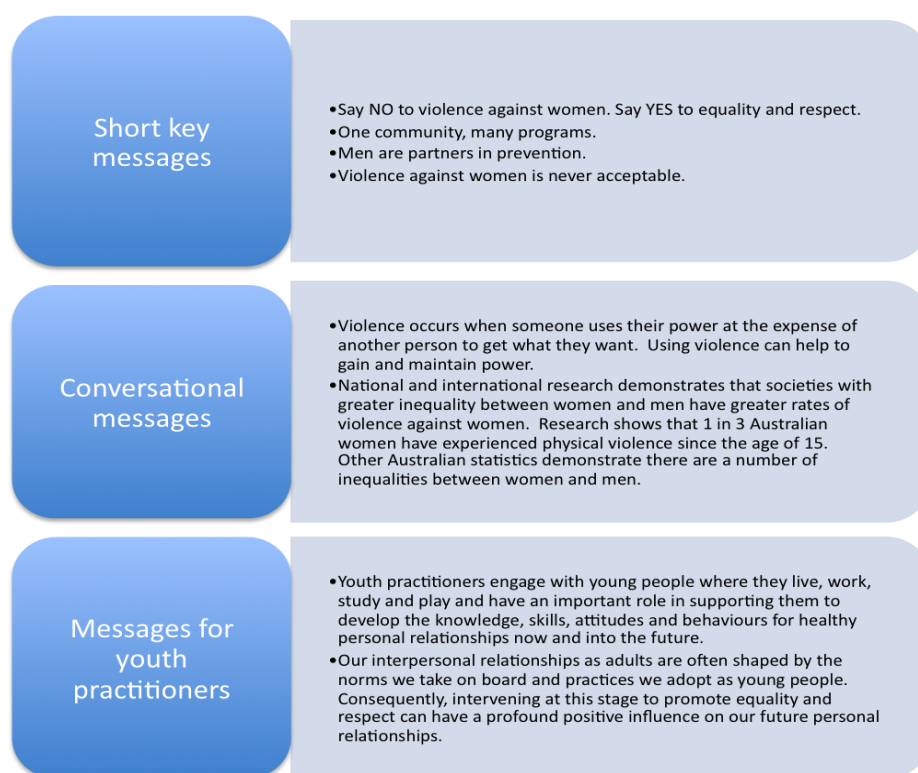 Short key
messages
•Say NO to violence against women. Say YES to equality and respect.
•One community, many programs.
•Men are partners in prevention.
•Violence against women is never acceptable.
Conversational
messages
•Violence occurs when someone uses their power at the expense of
another person to get what they want.  Using violence can help to
gain and maintain power.
•National and international research demonstrates that societies with
greater inequality between women and men have greater rates of
violence against women.  Research shows that 1 in 3 Australian
women have experienced physical violence since the age of 15.
Other Australian statistics demonstrate there are a number of
inequalities between women and men.
Messages for
youth
practitioners
•Youth practitioners engage with young people where they live, work,
study and play and have an important role in supporting them to
develop the knowledge, skills, attitudes and behaviours for healthy
personal relationships now and into the future.
•Our interpersonal relationships as adults are often shaped by the
norms we take on board and practices we adopt as young people.
Consequently, intervening at this stage to promote equality and
respect can have a profound positive influence on our future personal
relationships.